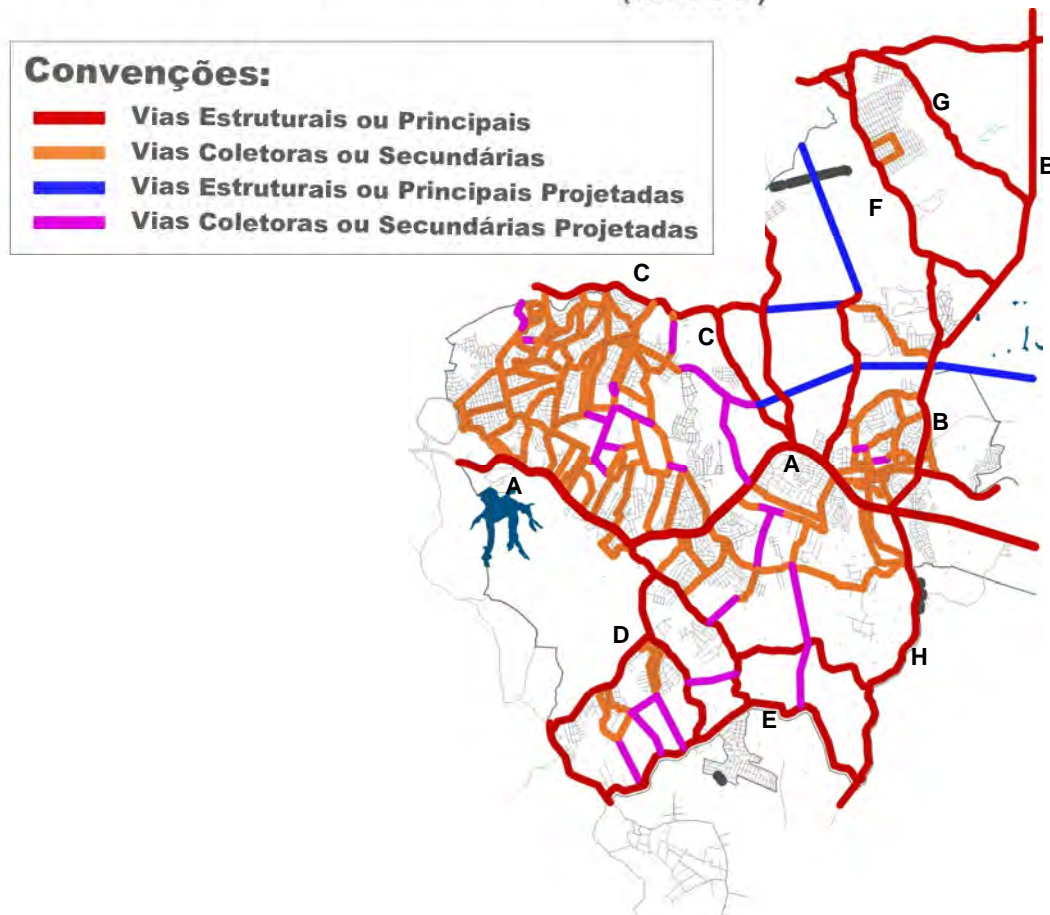 Convenções:
Vias Estruturais ou Principais
Vias Coletoras ou Secundárias
Vias Estruturais ou Principais Projetadas
Vias Coletoras ou Secundárias Projetadas
G
F
C
C
B
A
A
D
H
E